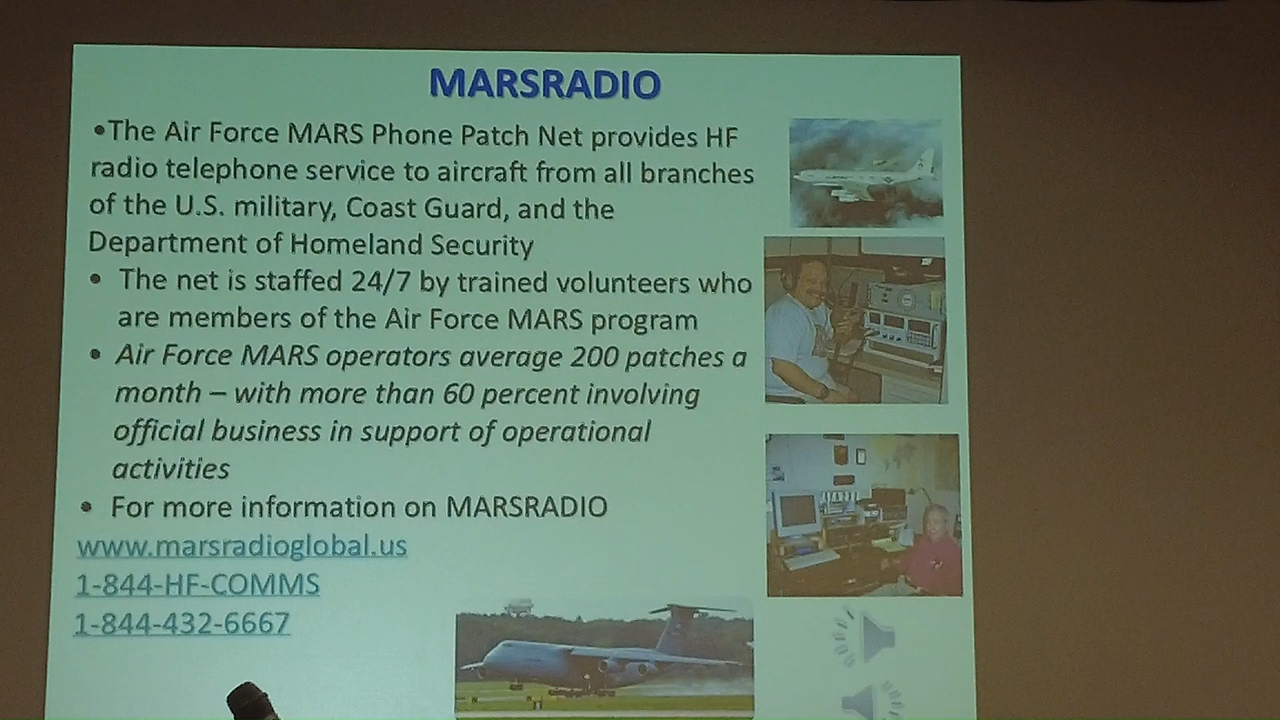 MARSRADIO
•The Air Force MARS Phone Patch Net provides HF
radio telephone service to aircraft from all branches
of the U.S. military, Coast Guard, and the
Department of Homeland Security
• The net is staffed 24/7 by trained volunteers who
are members of the Air Force MARS program
• Air Force MARS operators average 200 patches a
month – with more than 60 percent involving
official business in support of operational
activities
• For more information on MARSRADIO
www.marsradioglobal.us
1-844-HF-COMMS
1-844-432-6667